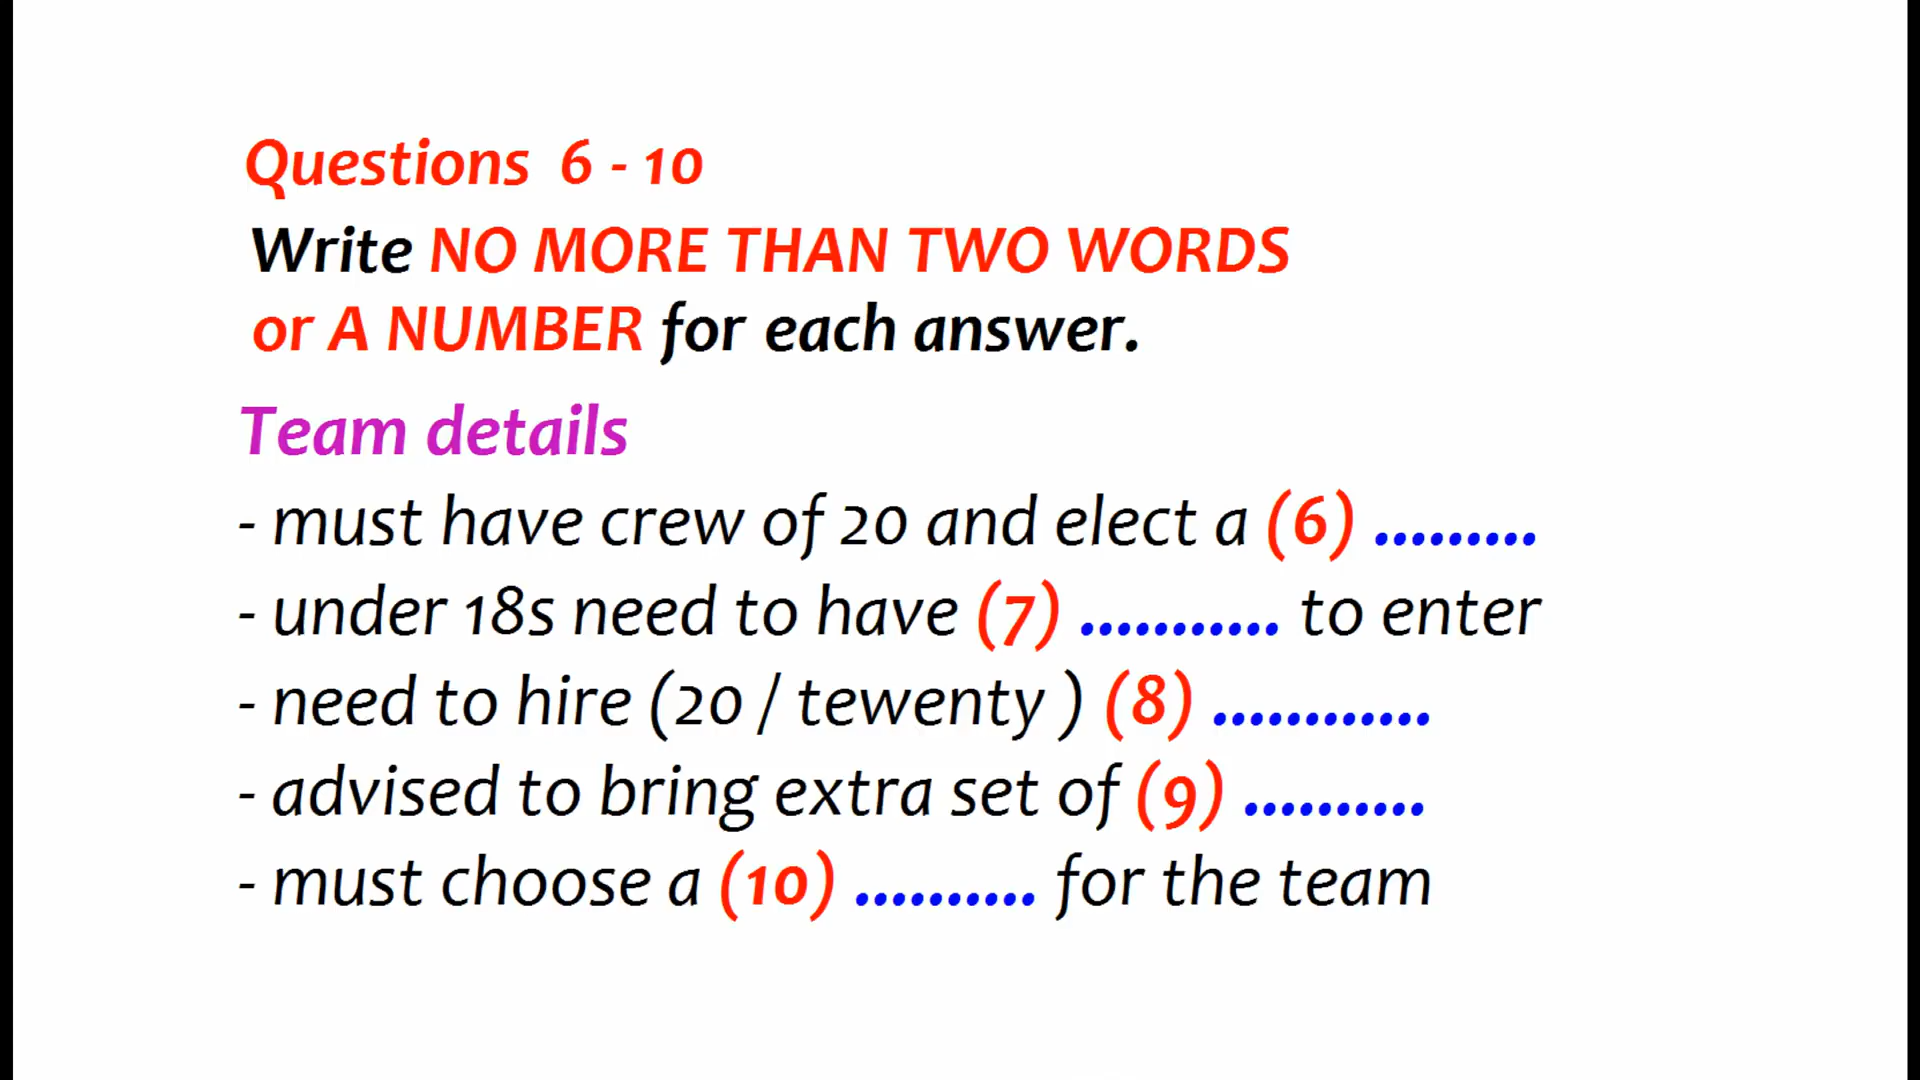 Questions 6 - 10
Write NO MORE THAN TWO WORDS
or A NUMBER for each answer.
Team details
- must have crew of 20 and elect a (6) .........
- under 18s need to have (7) ........... to enter
- need to hire (20 / tewenty ) (8) ............
- advised to bring extra set of (9) ..........
- must choose a (10) .......... for the team